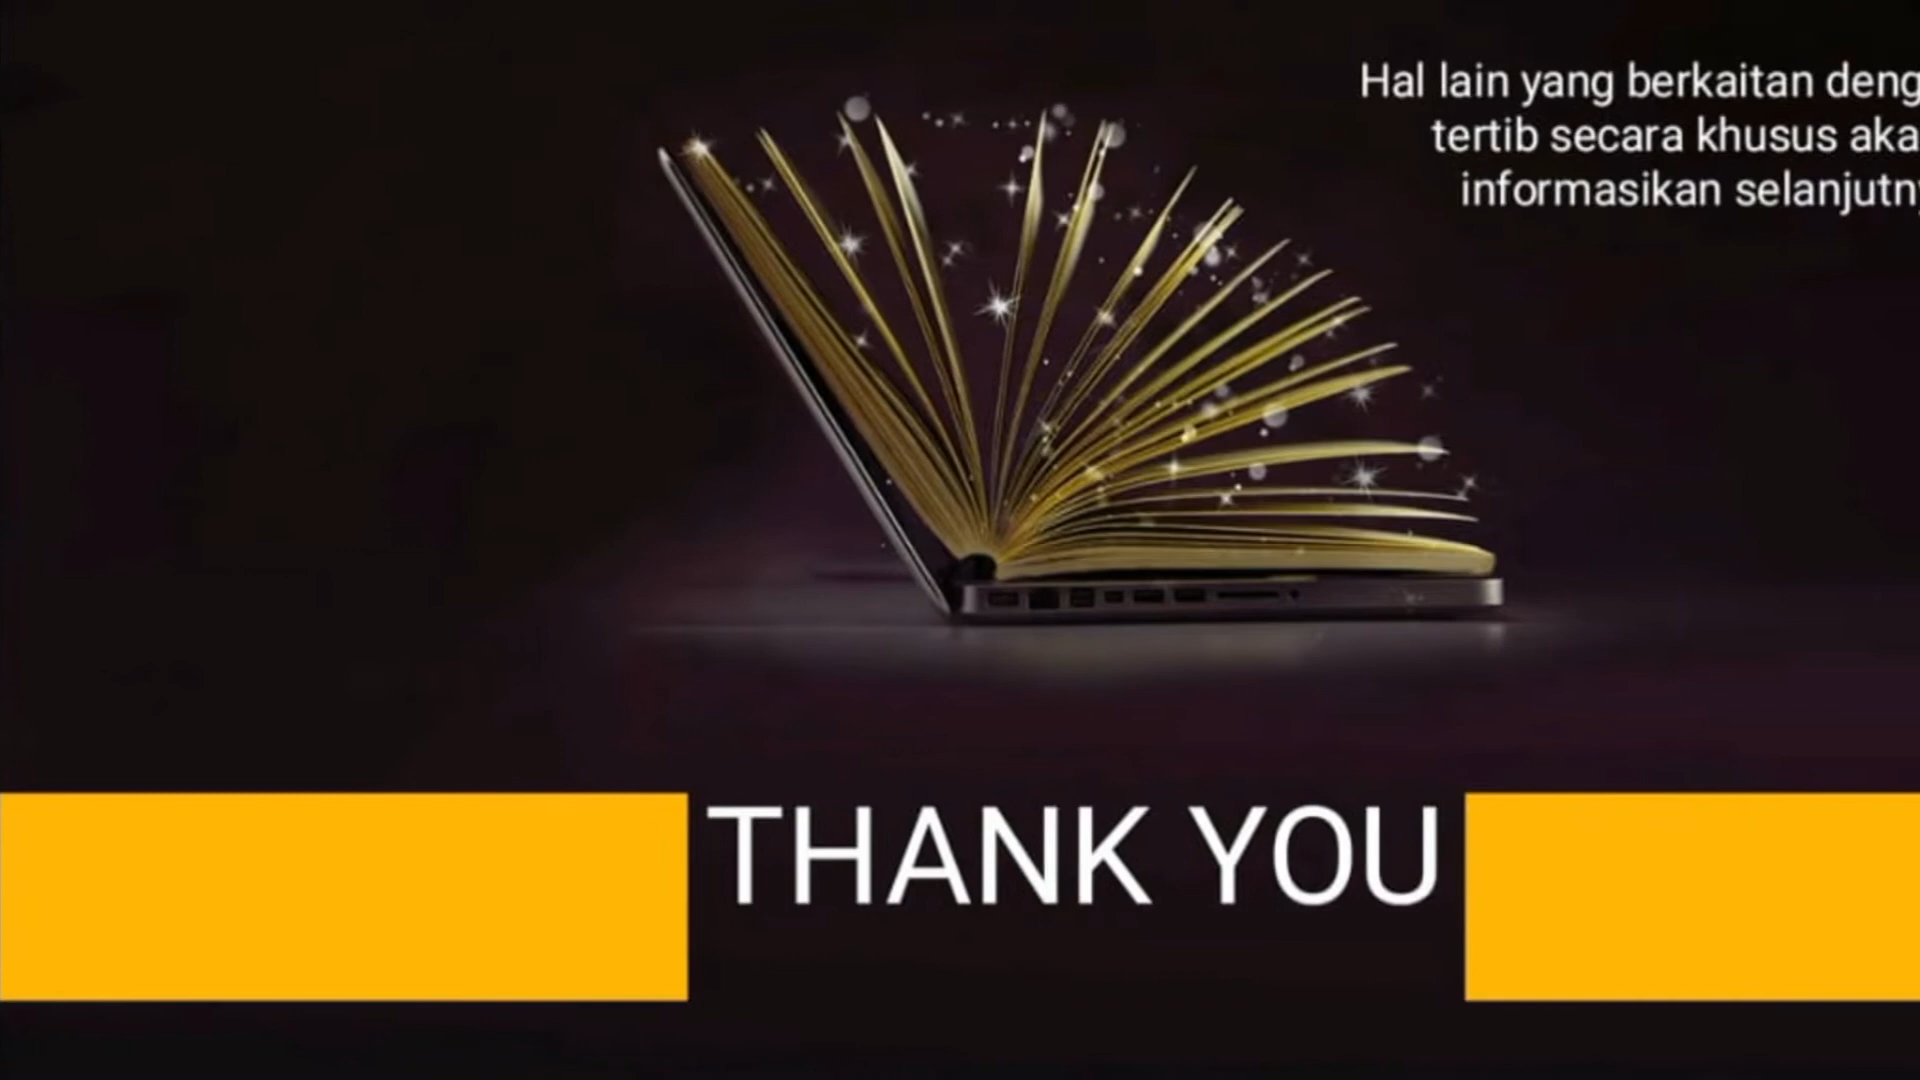 Hal lain yang berkaitan deng
tertib secara khusus aka
informasikan selanjutn
THANK YOU